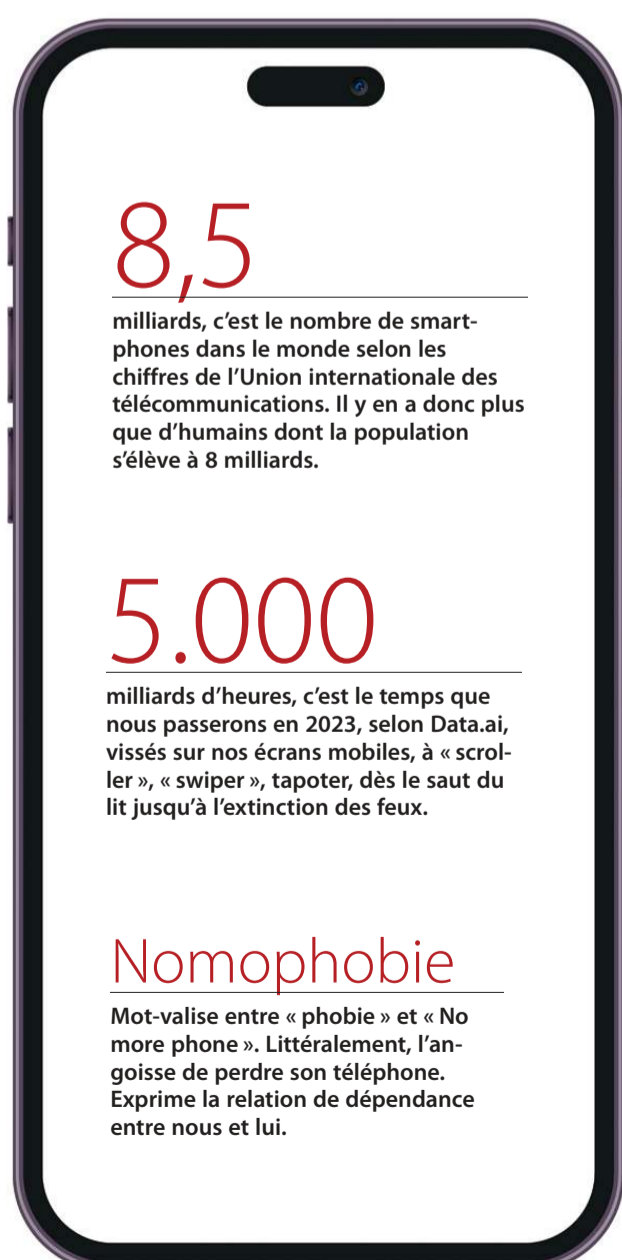 8,5
milliards, c’est le nombre de smart-
phones dans le monde selon les
chiffres de l’Union internationale des
télécommunications. Il y en a donc plus
que d’humains dont la population
s’élève à 8 milliards.
5.000
milliards d’heures, c’est le temps que
nous passerons en 2023, selon Data.ai,
vissés sur nos écrans mobiles, à « scrol-
ler », « swiper », tapoter, dès le saut du
lit jusqu’à l’extinction des feux.
Nomophobie
Mot-valise entre « phobie » et « No
more phone ». Littéralement, l’an-
goisse de perdre son téléphone.
Exprime la relation de dépendance
entre nous et lui.